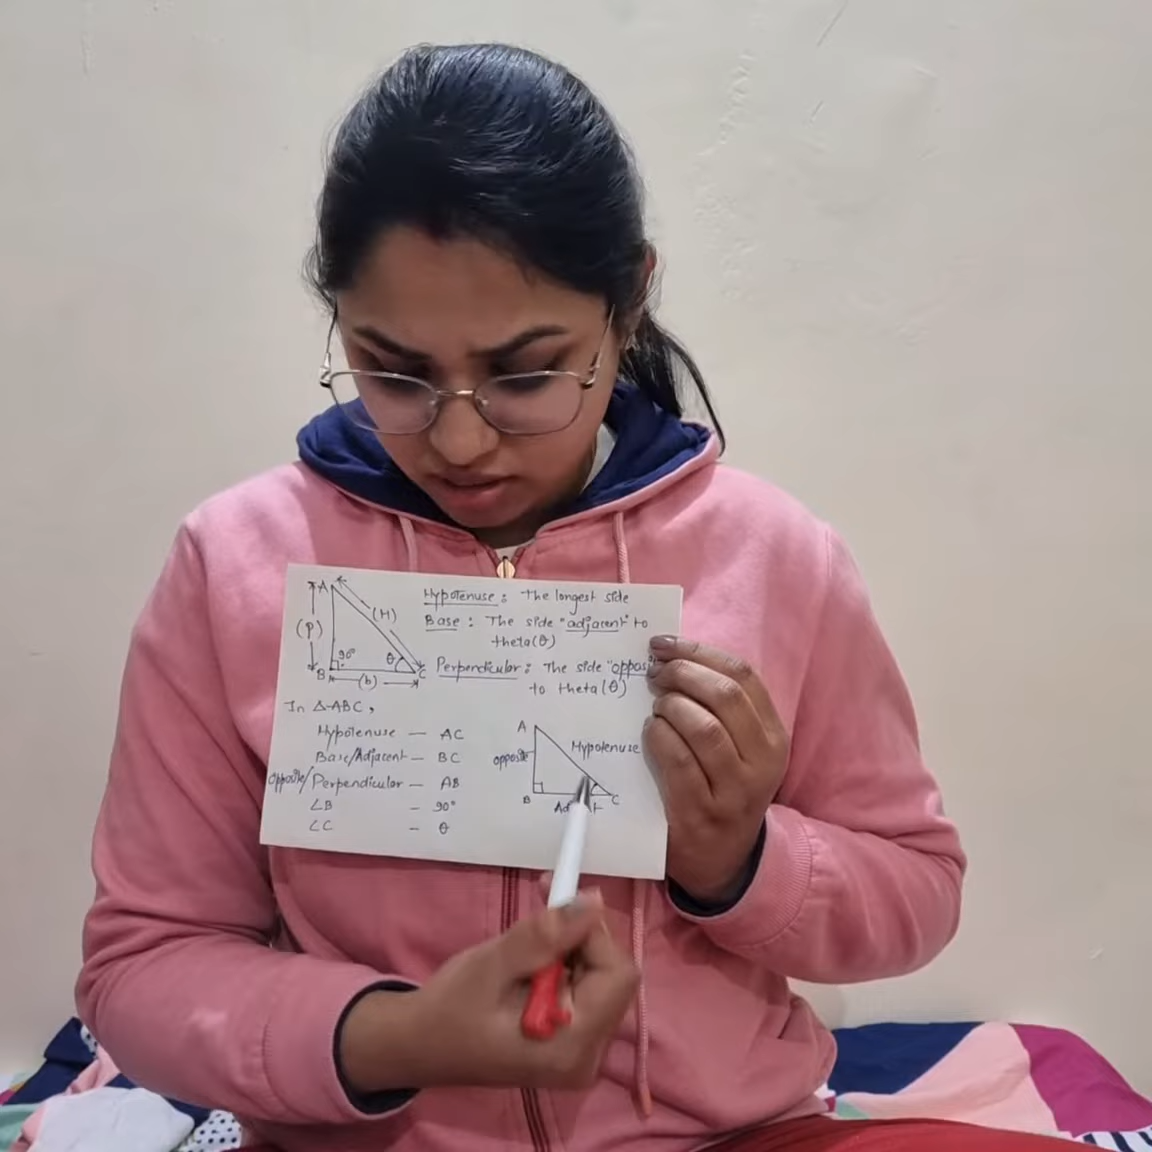 A
(H)
(P)
90°
θ
B
C
(b)
Hypotenuse : The longest side
Base : The side "adjacent" to
theta(θ)
Perpendicular : The side
to theta(θ)
In Δ ABC,
Hypotenuse — AC
Base/Adjacent — BC
Opposite/Perpendicular — AB
∠B - 90°
∠C - θ
A
Opposite
Hypotenuse
B
C